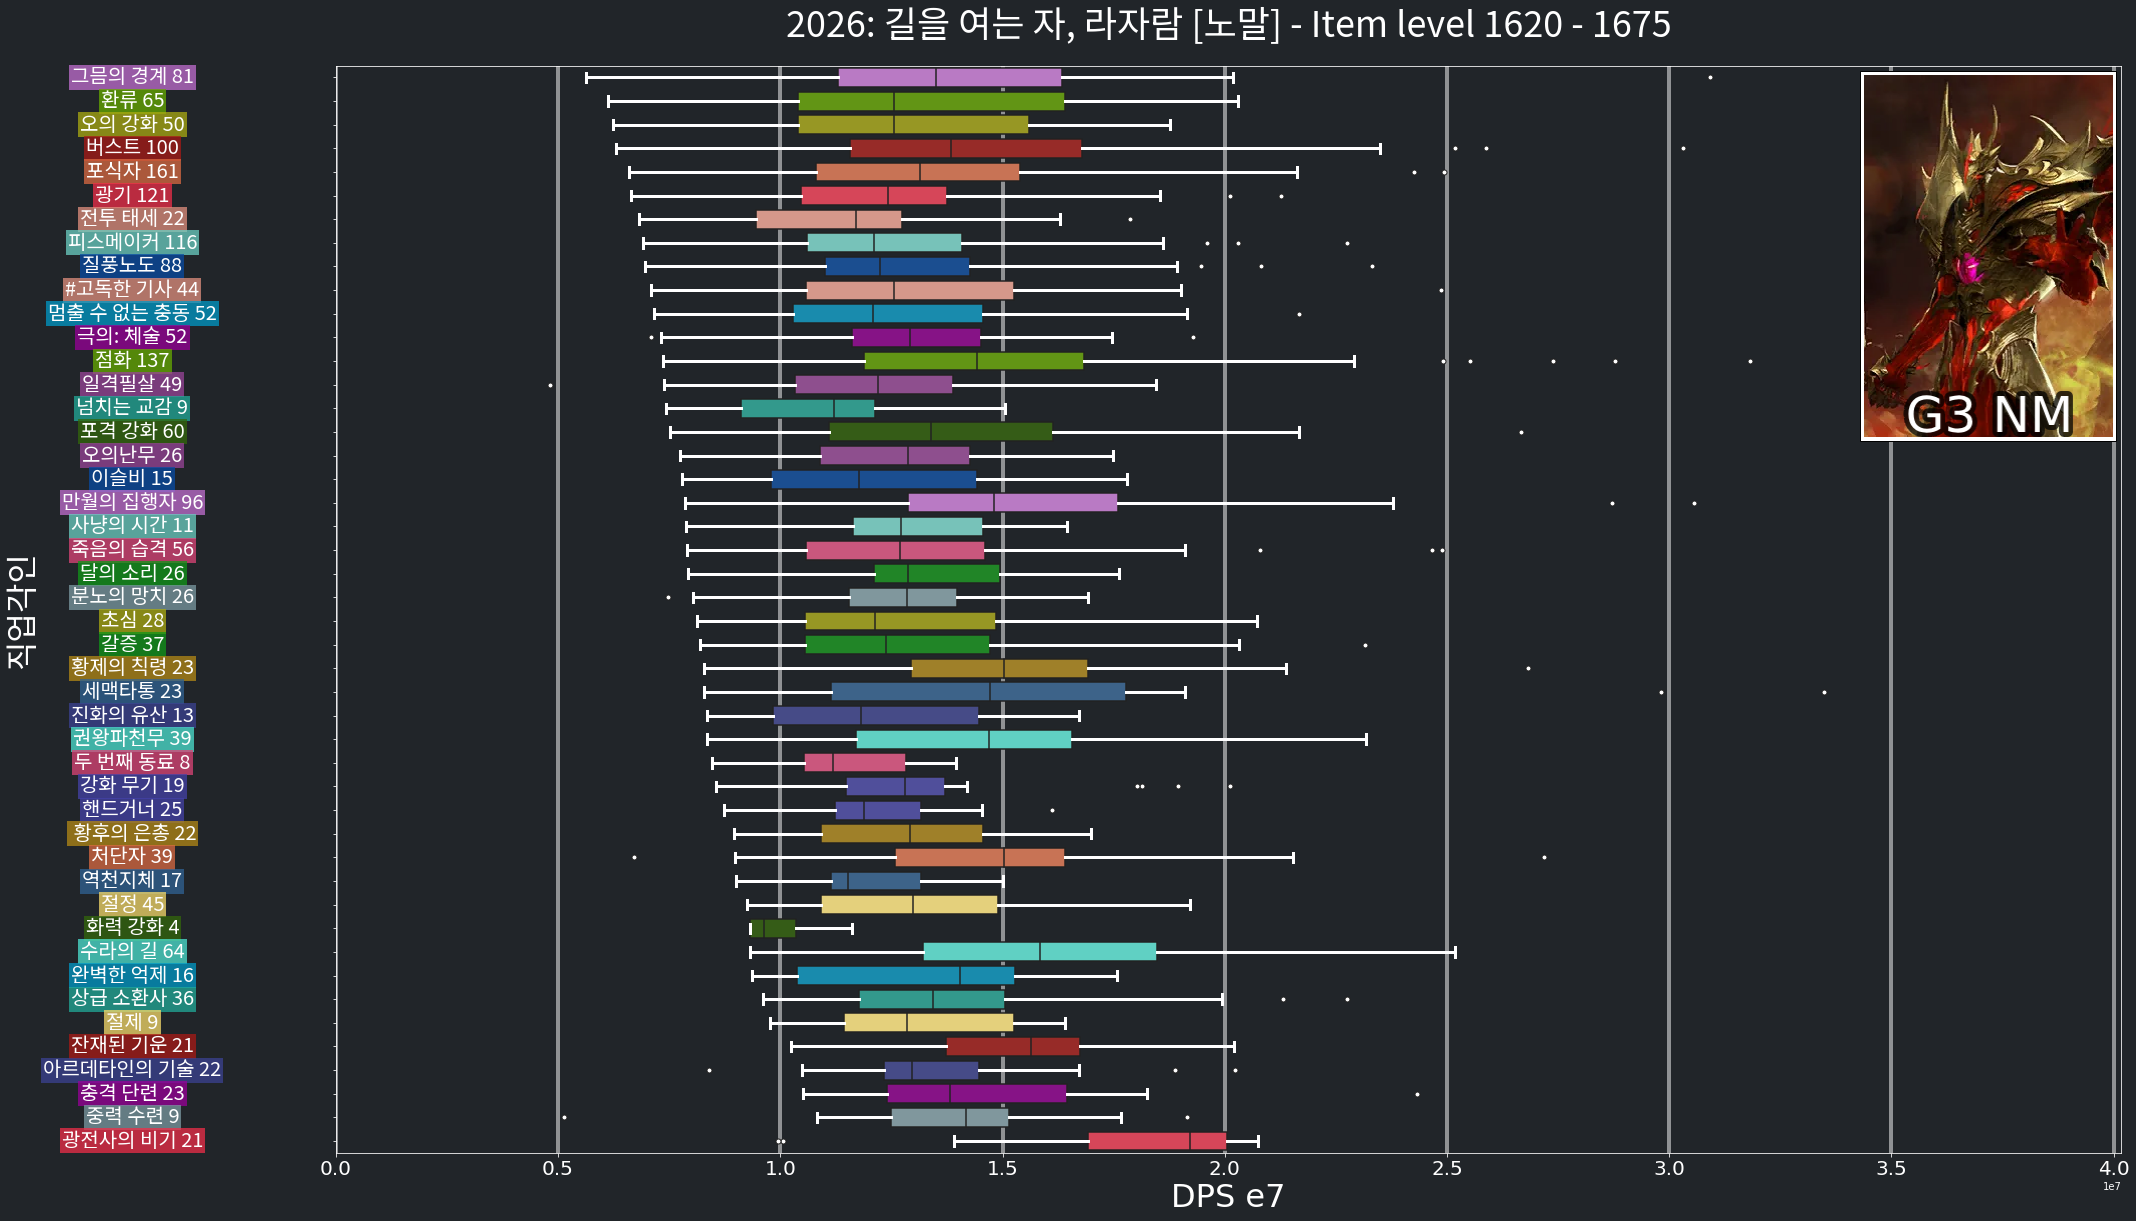 2026: 길을 여는 자, 라자람 [노말] - Item level 1620 - 1675
그믐의 경계 81
환류 65
오의 강화 50
버스트 100
포식자 161
광기 121
전투 태세 22
피스메이커 116
질풍노도 88
#고독한 기사 44
멈출 수 없는 충동 52
극의: 체술 52
점화 137
일격필살 49
넘치는 교감 9
포격 강화 60
오의난무 26
이슬비 15
만월의 집행자 96
사냥의 시간 11
죽음의 습격 56
달의 소리 26
분노의 망치 26
초심 28
갈증 37
황제의 칙령 23
세맥타통 23
진화의 유산 13
권왕파천무 39
두 번째 동료 8
강화 무기 19
핸드거너 25
황후의 은총 22
처단자 39
역천지체 17
절정 45
화력 강화 4
수라의 길 64
완벽한 억제 16
상급 소환사 36
절제 9
잔재된 기운 21
아르데타인의 기술 22
충격 단련 23
중력 수련 9
광전사의 비기 21
직업각인
G3 NM
0.0 0.5 1.0 1.5 2.0 2.5 3.0 3.5 4.0
1e7
DPS e7